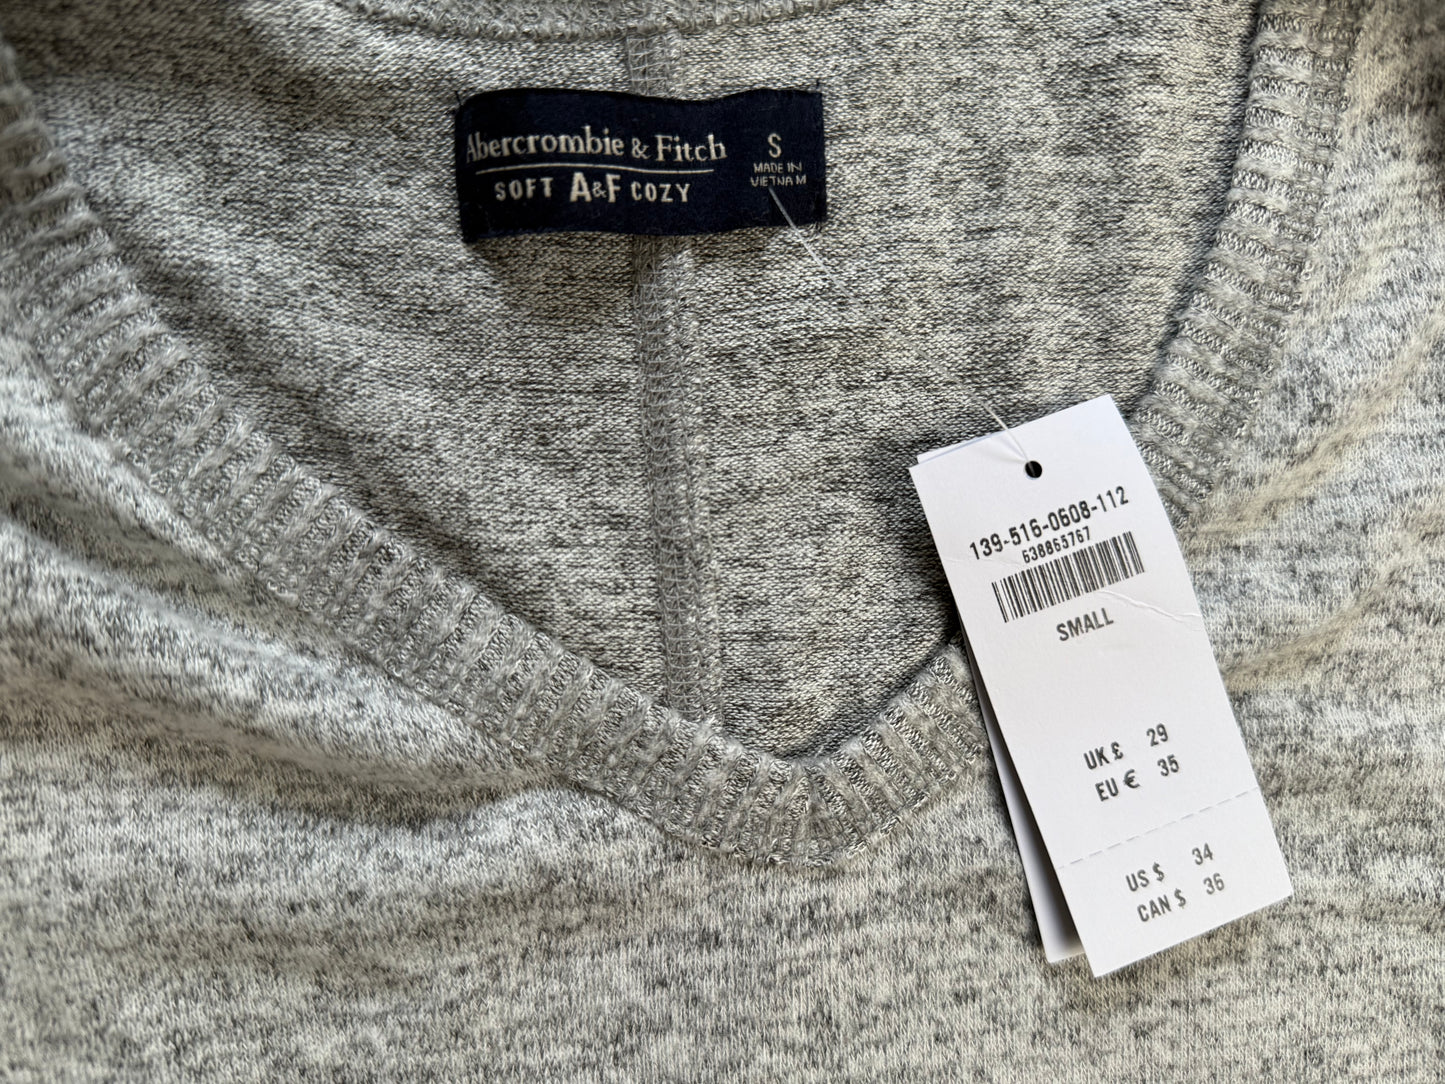 Abercrombie & Fitch
SOFT A&F COZY
S
MADE IN
VIETNAM
139-516-0608-112
638865767
SMALL
UK £ 29
EU € 35
US $ 34
CAN $ 36